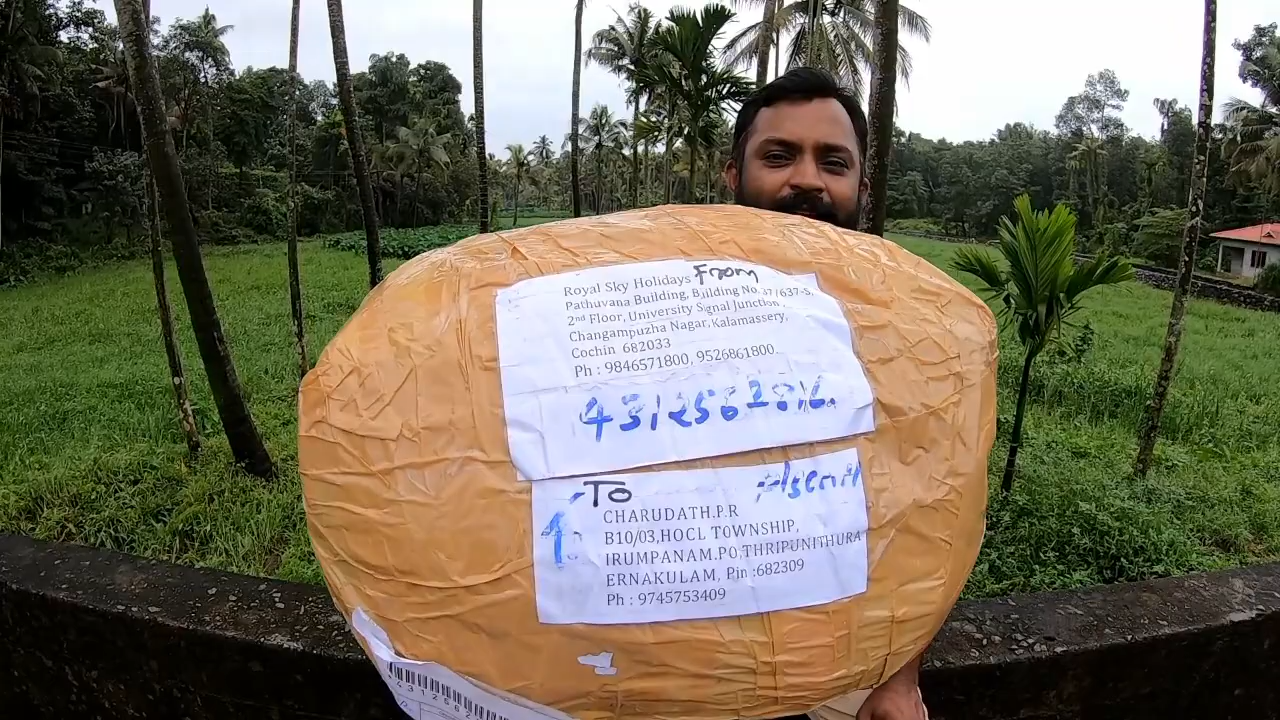 Royal Sky Holidays From
Pathuvana Building, Building No.37/637-S,
2nd Floor, University Signal Junction,
Changampuzha Nagar, Kalamassery,
Cochin 682033
Ph : 9846571800, 9526861800
To
CHARUDATH.P.R
B10/03,HOCL TOWNSHIP,
IRUMPANAM.PO,THRIPUNITHURA
ERNAKULAM, Pin :682309
Ph : 9745753409